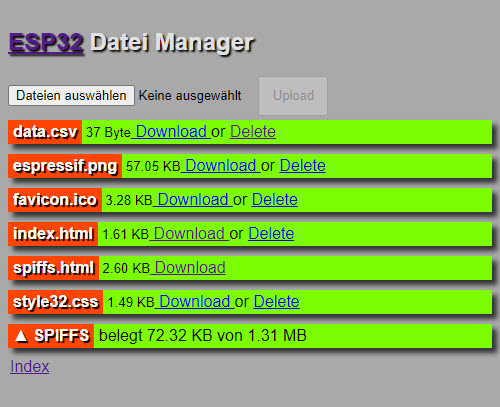 ESP32 Datei Manager
Dateien auswählen Keine ausgewählt Upload
data.csv 37 Byte Download or Delete
espressif.png 57.05 KB Download or Delete
favicon.ico 3.28 KB Download or Delete
index.html 1.61 KB Download or Delete
spiffs.html 2.60 KB Download
style32.css 1.49 KB Download or Delete
▲ SPIFFS belegt 72.32 KB von 1.31 MB
Index